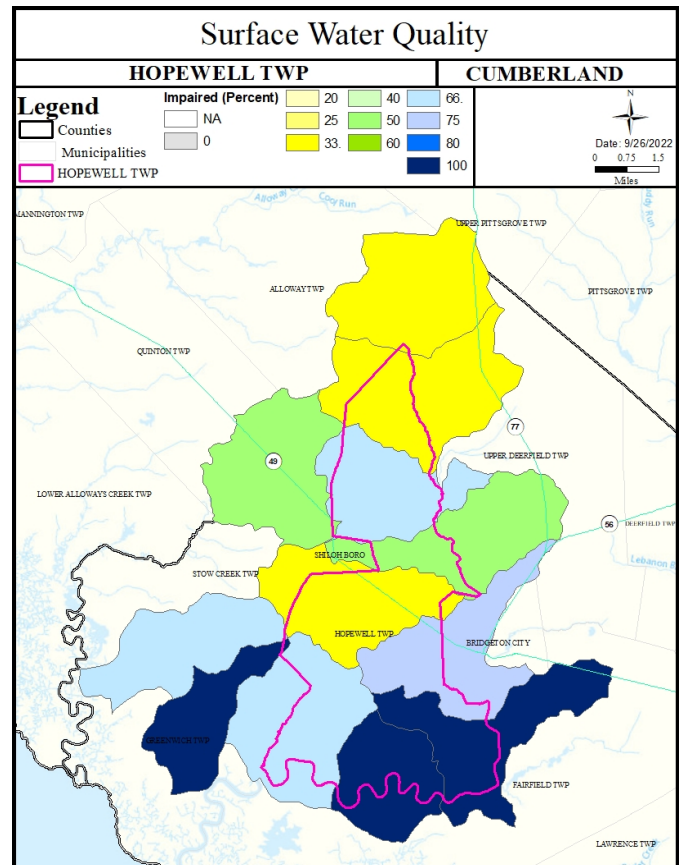 Surface Water Quality
HOPEWELL TWP
CUMBERLAND
Legend
Counties
Municipalities
HOPEWELL TWP
Impaired (Percent)
NA
0
20
25
33.
40
50
60
66.
75
80
100
N
Date: 9/26/2022
0 0.75 1.5
Miles
MANNINGTON TWP
Cool Run
UPPER PITTSGROVE TWP
ALLOWAY TWP
PITTSGROVE TWP
QUINTON TWP
77
49
UPPER DEERFIELD TWP
LOWER ALLOWAYS CREEK TWP
56
DEERFIELD TWP
SHILOH BORO
Lebanon R
STOW CREEK TWP
HOPEWELL TWP
BRIDGETON CITY
GREENWICH TWP
FAIRFIELD TWP
LAWRENCE TWP